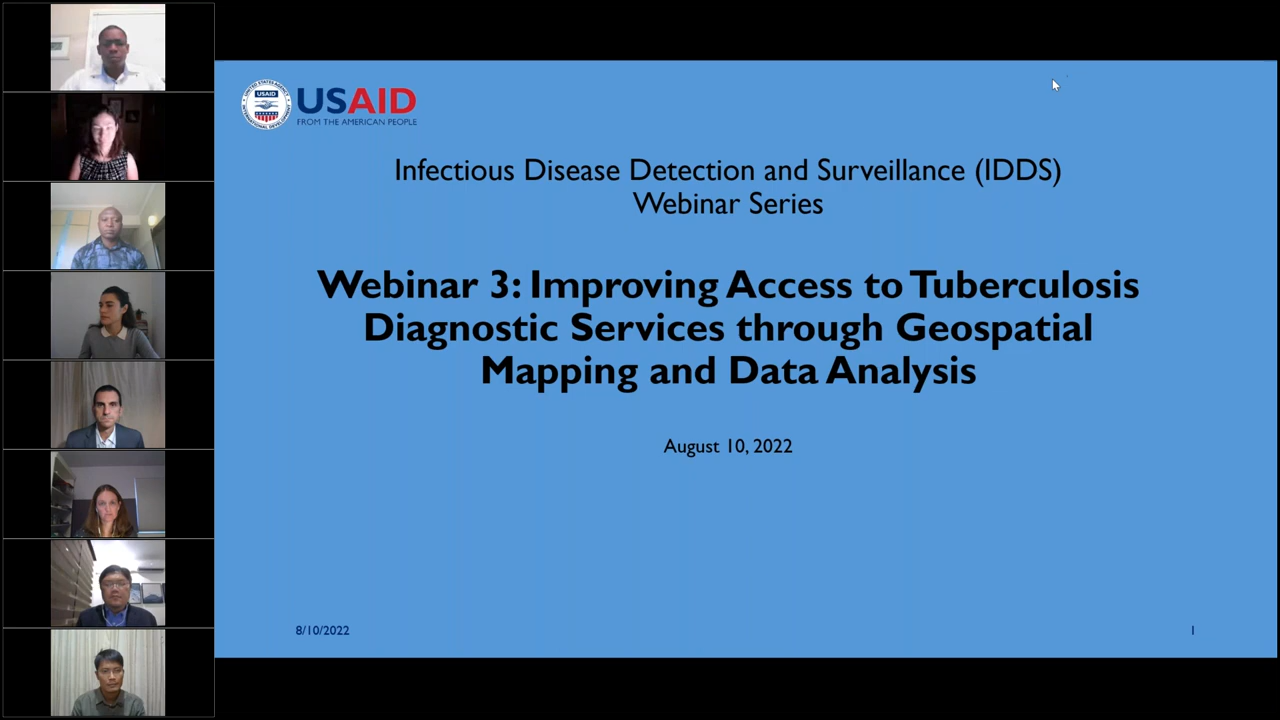 USAID
FROM THE AMERICAN PEOPLE
Infectious Disease Detection and Surveillance (IDDS)
Webinar Series
Webinar 3: Improving Access to Tuberculosis
Diagnostic Services through Geospatial
Mapping and Data Analysis
August 10, 2022
8/10/2022
1